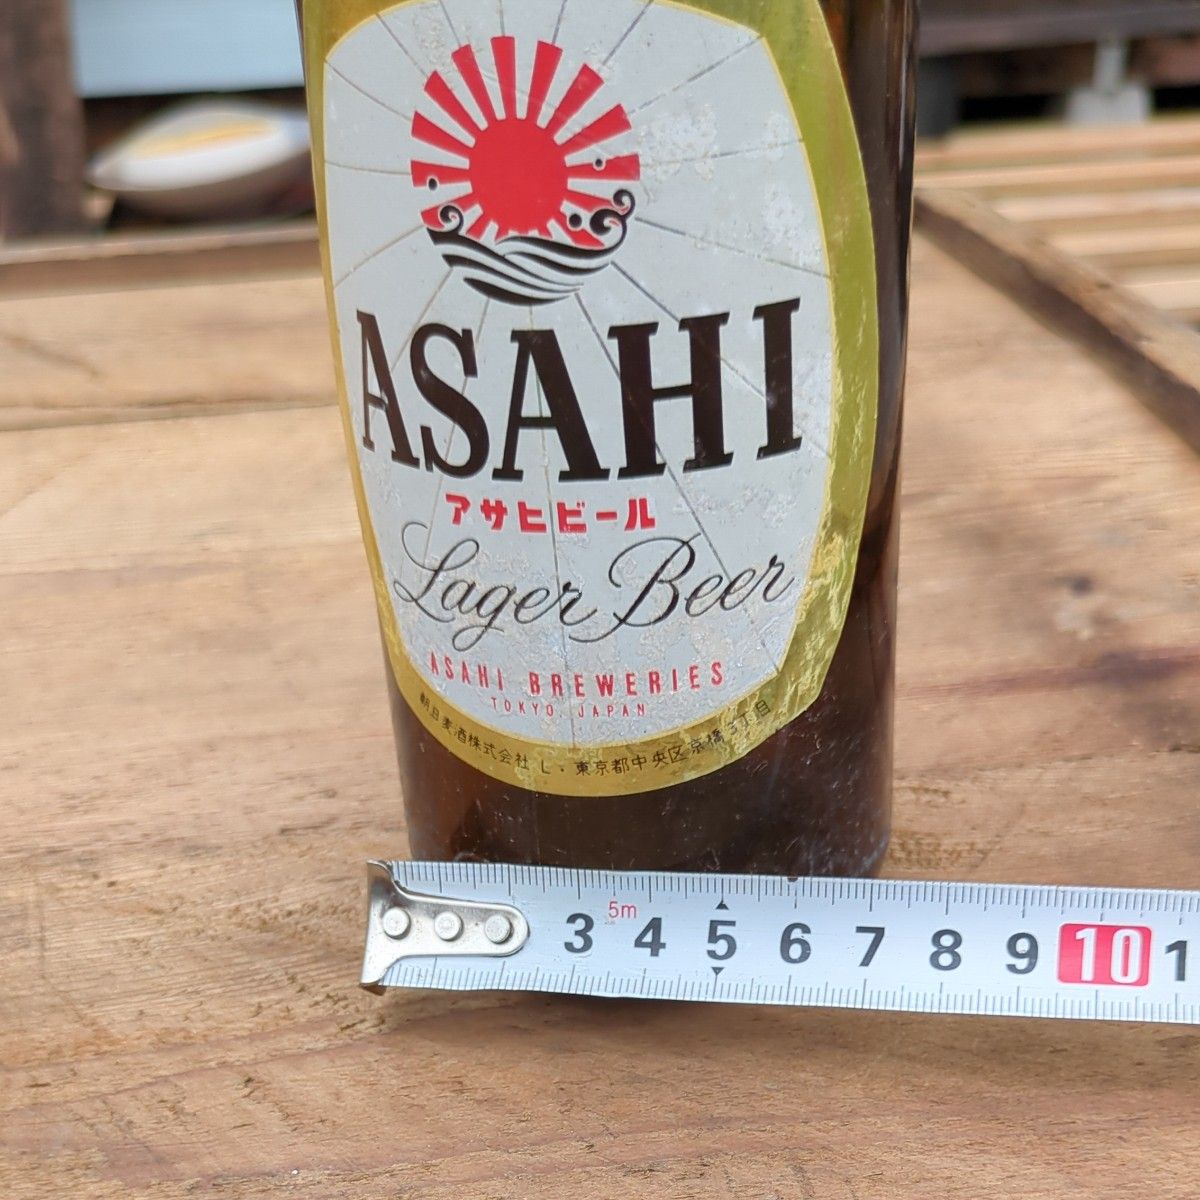 ASAHI
アサヒビール
Lager Beer
ASAHI BREWERIES
TOKYO, JAPAN
朝日麦酒株式会社 L・東京都中央区京橋3丁目
5m
3 4 5 6 7 8 9 10 1